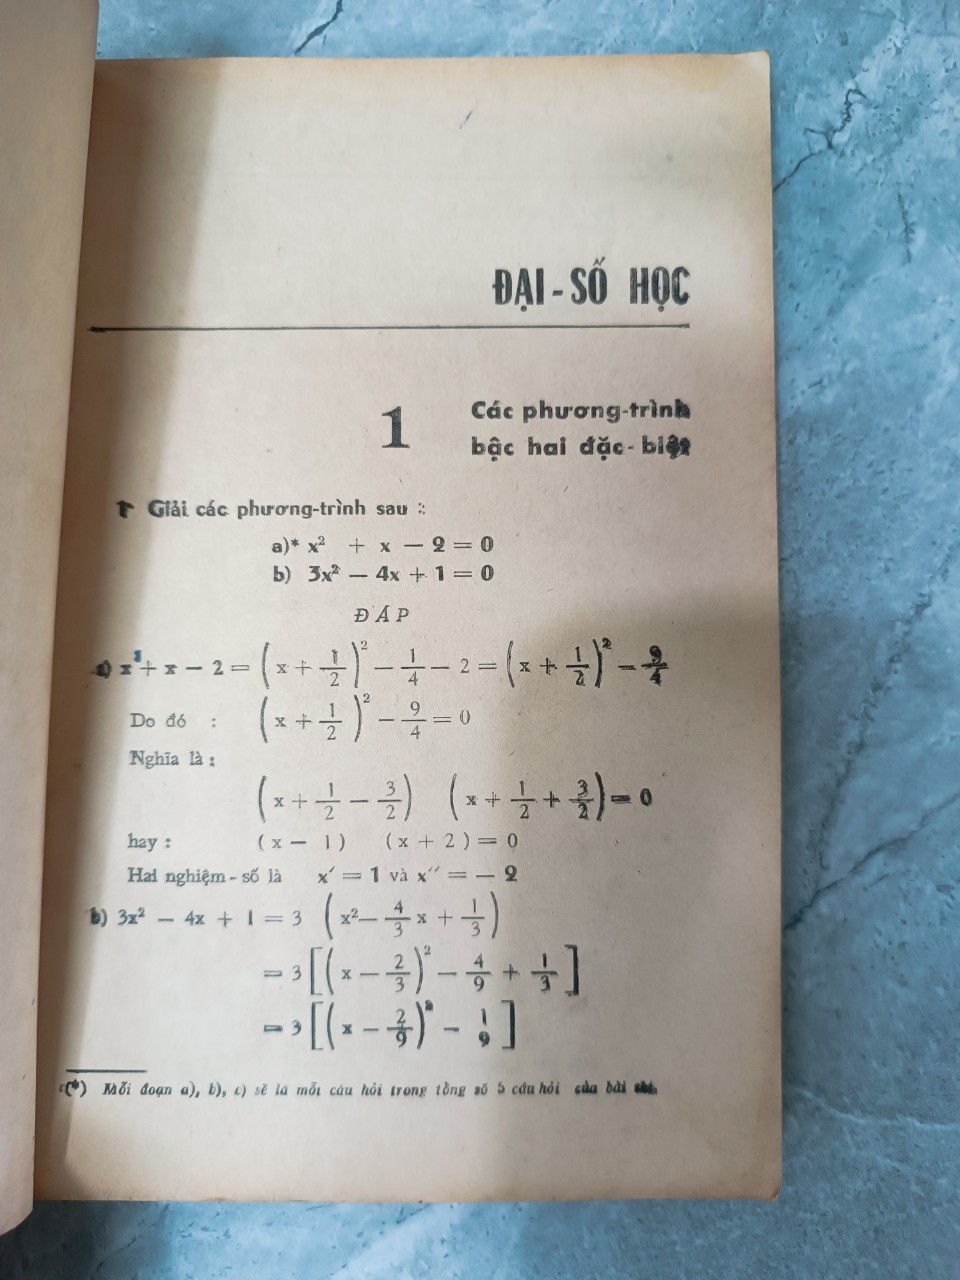 ĐẠI-SỐ HỌC
1
Các phương-trình
bậc hai đặc-biệt
1 Giải các phương-trình sau :
a)* x² + x − 2 = 0
b) 3x² − 4x + 1 = 0
ĐÁP
a) x² + x − 2 = (x + 1/2)² − 1/4 − 2 = (x + 1/2)² − 9/4
Do đó : (x + 1/2)² − 9/4 = 0
Nghĩa là :
(x + 1/2 − 3/2) (x + 1/2 + 3/2) = 0
hay : (x − 1) (x + 2) = 0
Hai nghiệm-số là x′ = 1 và x″ = − 2
b) 3x² − 4x + 1 = 3 (x² − 4/3 x + 1/3)
= 3 [(x − 2/3)² − 4/9 + 1/3]
= 3 [(x − 2/9)² − 1/9]
(*) Mỗi đoạn a), b), c) sẽ là mỗi câu hỏi trong tổng số 5 câu hỏi của bài